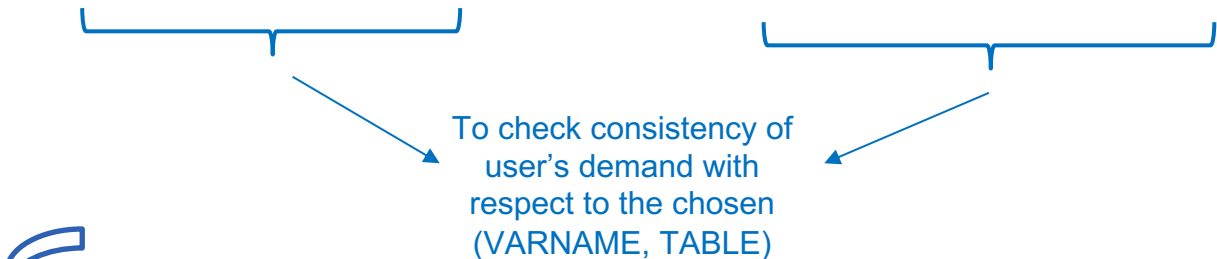 To check consistency of
user’s demand with
respect to the chosen
(VARNAME, TABLE)